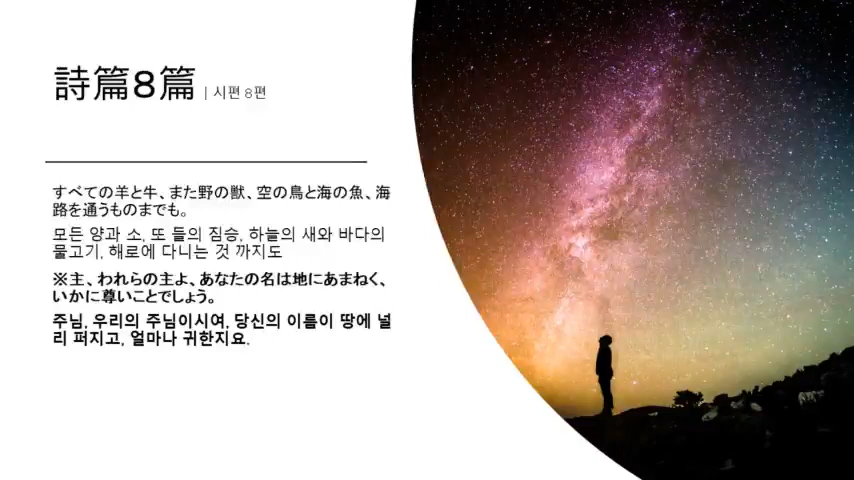 詩篇8篇 | 시편 8편
すべての羊と牛、また野の獣、空の鳥と海の魚、海
路を通うものまでも。
모든 양과 소, 또 들의 짐승, 하늘의 새와 바다의
물고기, 해로에 다니는 것 까지도
※主、われらの主よ、あなたの名は地にあまねく、
いかに尊いことでしょう。
주님, 우리의 주님이시여, 당신의 이름이 땅에 널
리 퍼지고, 얼마나 귀한지요.